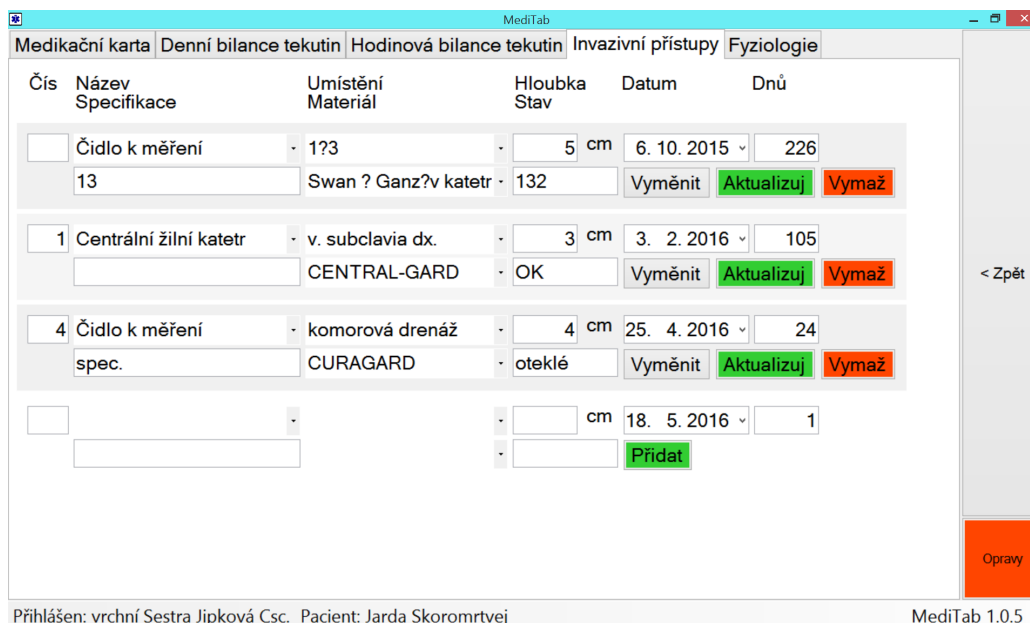 MediTab
Medikační karta Denní bilance tekutin Hodinová bilance tekutin Invazivní přístupy Fyziologie
Čís Název Umístění Hloubka Datum Dnů
Specifikace Materiál Stav
Čidlo k měření 1?3 5 cm 6. 10. 2015 226
13 Swan ? Ganz?v katetr 132 Vyměnit Aktualizuj Vymaž
1 Centrální žilní katetr v. subclavia dx. 3 cm 3. 2. 2016 105
CENTRAL-GARD OK Vyměnit Aktualizuj Vymaž
< Zpět
4 Čidlo k měření komorová drenáž 4 cm 25. 4. 2016 24
spec. CURAGARD oteklé Vyměnit Aktualizuj Vymaž
cm 18. 5. 2016 1
Přidat
Opravy
Přihlášen: vrchní Sestra Jipková Csc. Pacient: Jarda Skoromrtvej MediTab 1.0.5